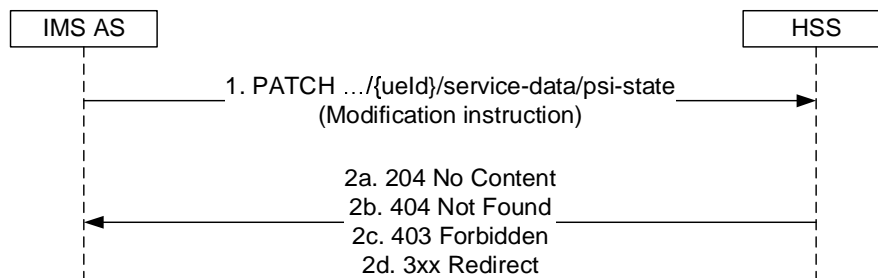 IMS AS
HSS
1. PATCH …/{ueId}/service-data/psi-state
(Modification instruction)
2a. 204 No Content
2b. 404 Not Found
2c. 403 Forbidden
2d. 3xx Redirect